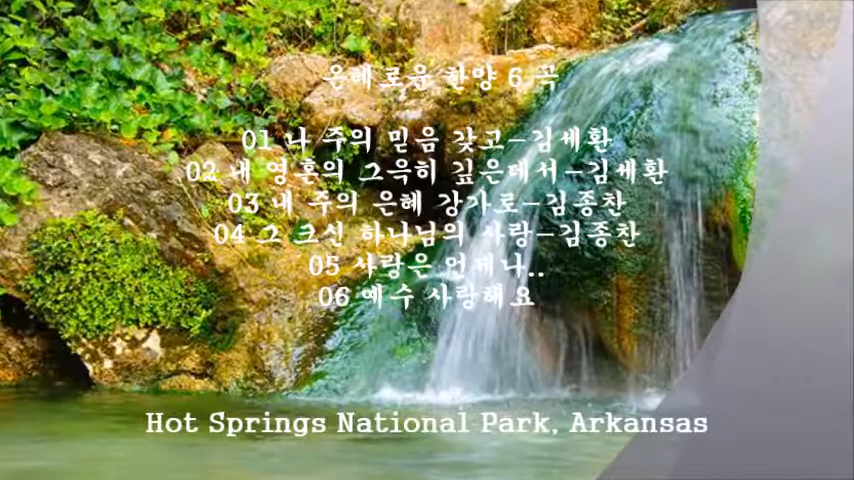 은혜로운 찬양 6 곡
01 나 주의 믿음 갖고-김세환
02 내 영혼의 그윽히 깊은데서-김세환
03 내 주의 은혜 강가로-김종찬
04 그 크신 하나님의 사랑-김종찬
05 사랑은 언제나..
06 예수 사랑해요
Hot Springs National Park, Arkansas